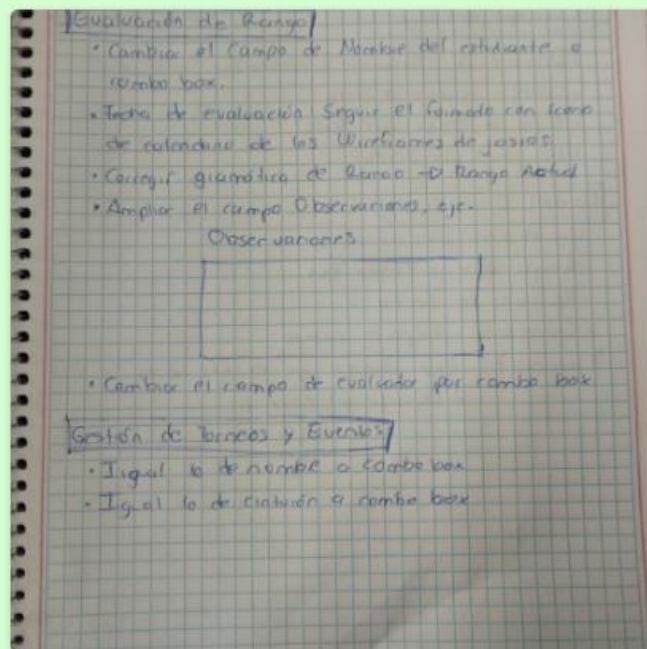 Evaluación de Rango
• Cambiar el Campo de Nombre del estudiante a
combo box.
• Fecha de evaluación Seguir el formato con icono
de calendario de los Wireframes de
• Corregir gramática de → Rango Actual
• Ampliar el campo Observaciones, eje.
Observaciones
• Cambiar el campo de evaluador por combo box
Gestión de Torneos y Eventos
• Igual lo de nombre a combo box
• Igual lo de cinturón a combo box